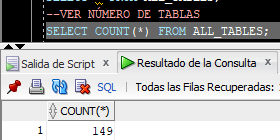 --VER NÚMERO DE TABLAS
SELECT COUNT(*) FROM ALL_TABLES;
Salida de Script
Resultado de la Consulta
SQL
Todas las Filas Recuperadas:
COUNT(*)
1 149